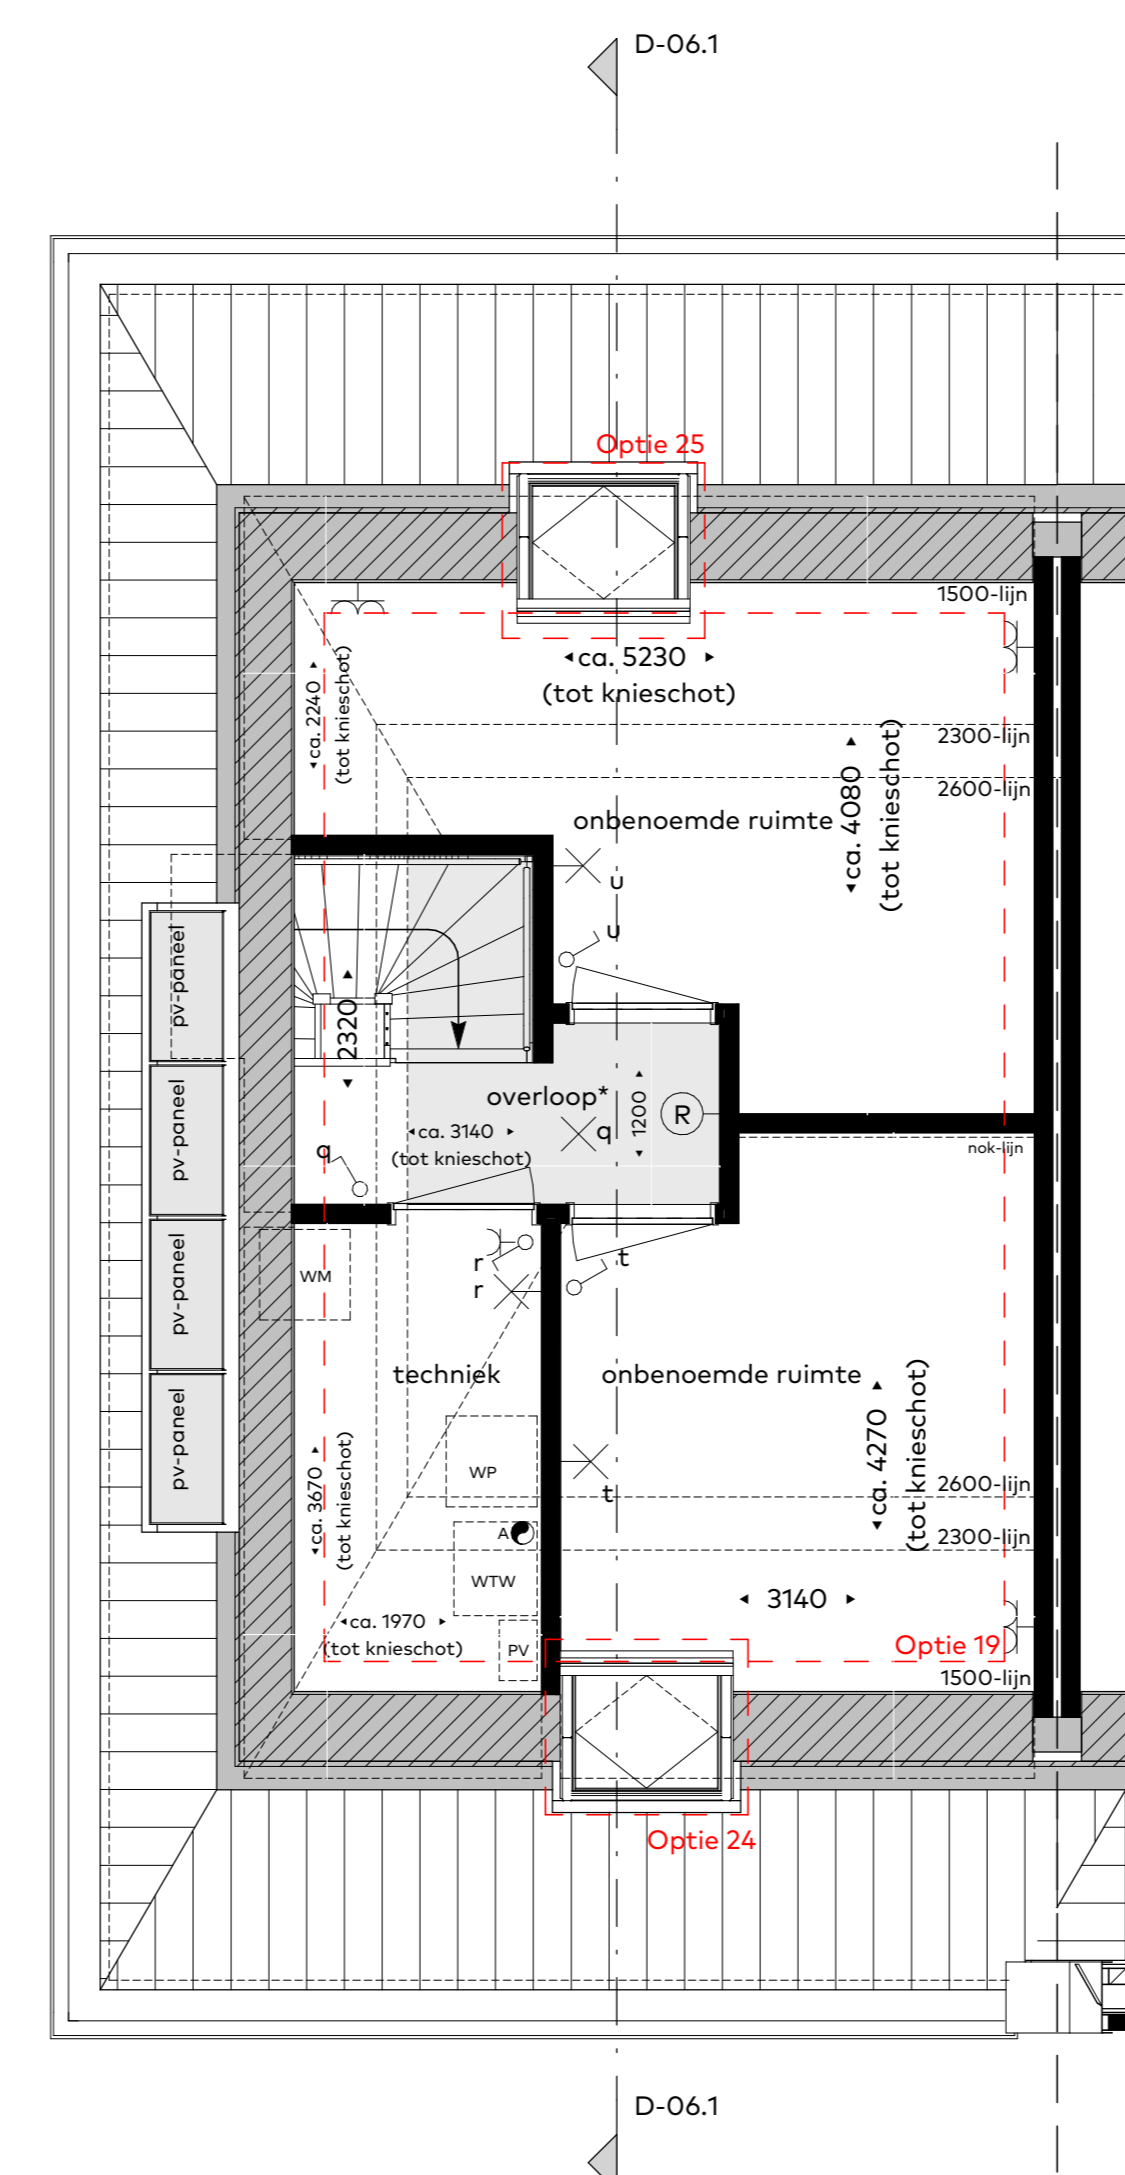 D-06.1
Optie 25
1500-lijn
ca. 5230
(tot knieschot)
ca. 2240
(tot knieschot)
2300-lijn
2600-lijn
ca. 4080
(tot knieschot)
onbenoemde ruimte
u
u
pv-paneel
2320
overloop*
1200
R
q
ca. 3140
(tot knieschot)
q
nok-lijn
pv-paneel
r
t
WM
r
pv-paneel
techniek
onbenoemde ruimte
ca. 4270
(tot knieschot)
pv-paneel
WP
2600-lijn
t
ca. 3670
(tot knieschot)
A
2300-lijn
WTW
3140
ca. 1970
(tot knieschot)
PV
Optie 19
1500-lijn
Optie 24
D-06.1